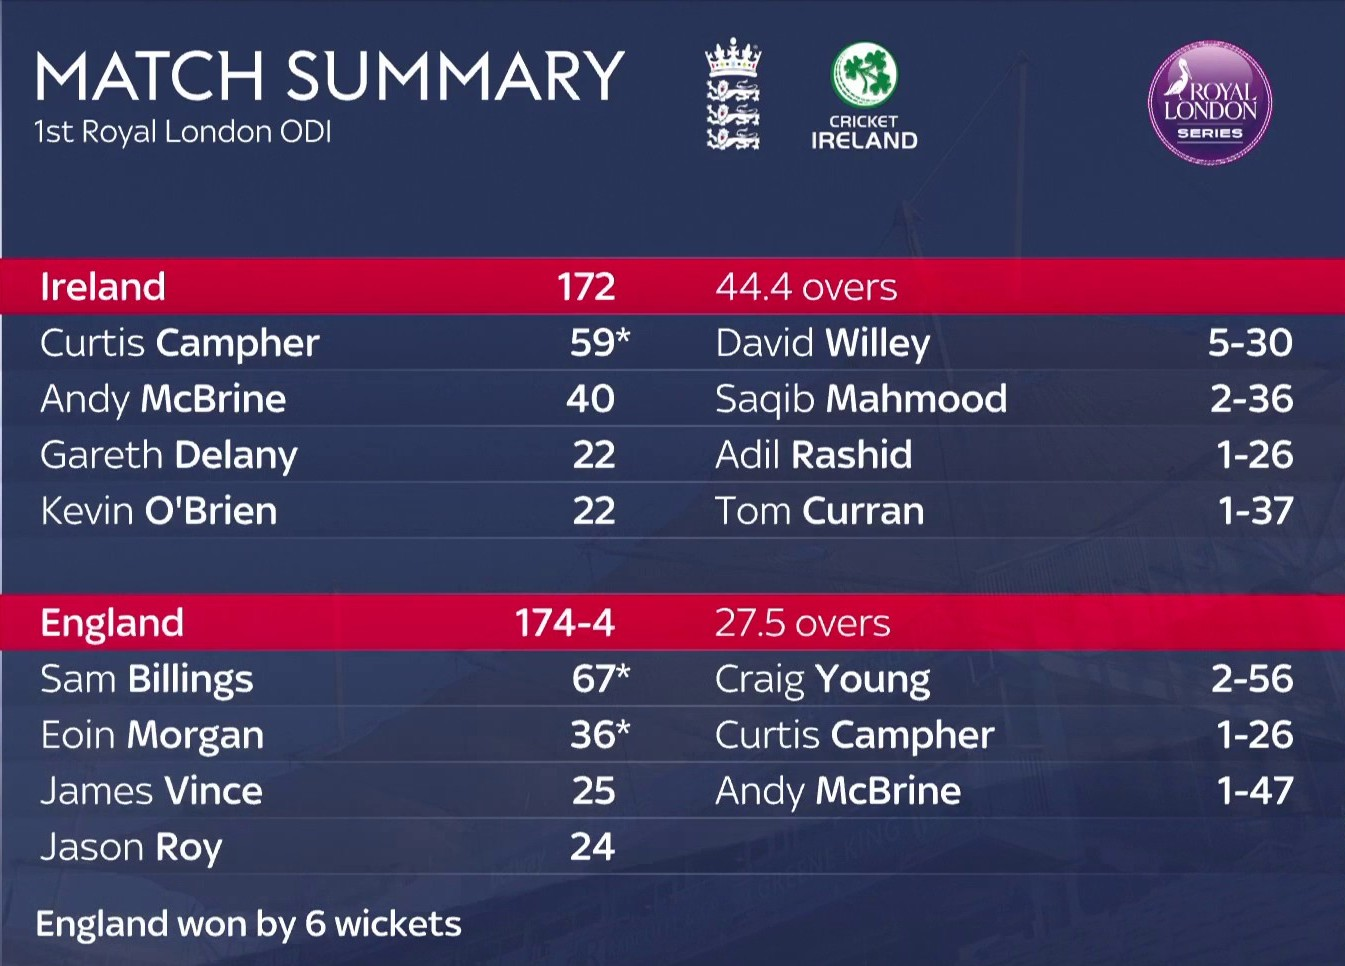 MATCH SUMMARY
1st Royal London ODI
CRICKET
IRELAND
ROYAL
LONDON
SERIES
Ireland 172 44.4 overs
Curtis Campher 59* David Willey 5-30
Andy McBrine 40 Saqib Mahmood 2-36
Gareth Delany 22 Adil Rashid 1-26
Kevin O'Brien 22 Tom Curran 1-37
England 174-4 27.5 overs
Sam Billings 67* Craig Young 2-56
Eoin Morgan 36* Curtis Campher 1-26
James Vince 25 Andy McBrine 1-47
Jason Roy 24
England won by 6 wickets